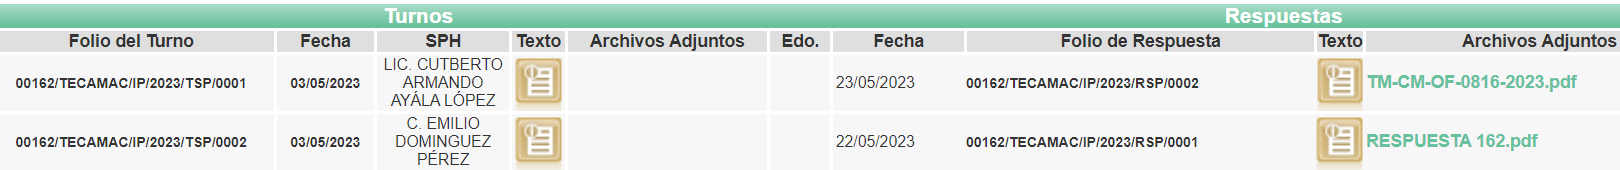 Turnos Respuestas
Folio del Turno Fecha SPH Texto Archivos Adjuntos Edo. Fecha Folio de Respuesta Texto Archivos Adjuntos
00162/TECAMAC/IP/2023/TSP/0001 03/05/2023 LIC. CUTBERTO
ARMANDO
AYÁLA LÓPEZ 23/05/2023 00162/TECAMAC/IP/2023/RSP/0002 TM-CM-OF-0816-2023.pdf
00162/TECAMAC/IP/2023/TSP/0002 03/05/2023 C. EMILIO
DOMINGUEZ
PÉREZ 22/05/2023 00162/TECAMAC/IP/2023/RSP/0001 RESPUESTA 162.pdf